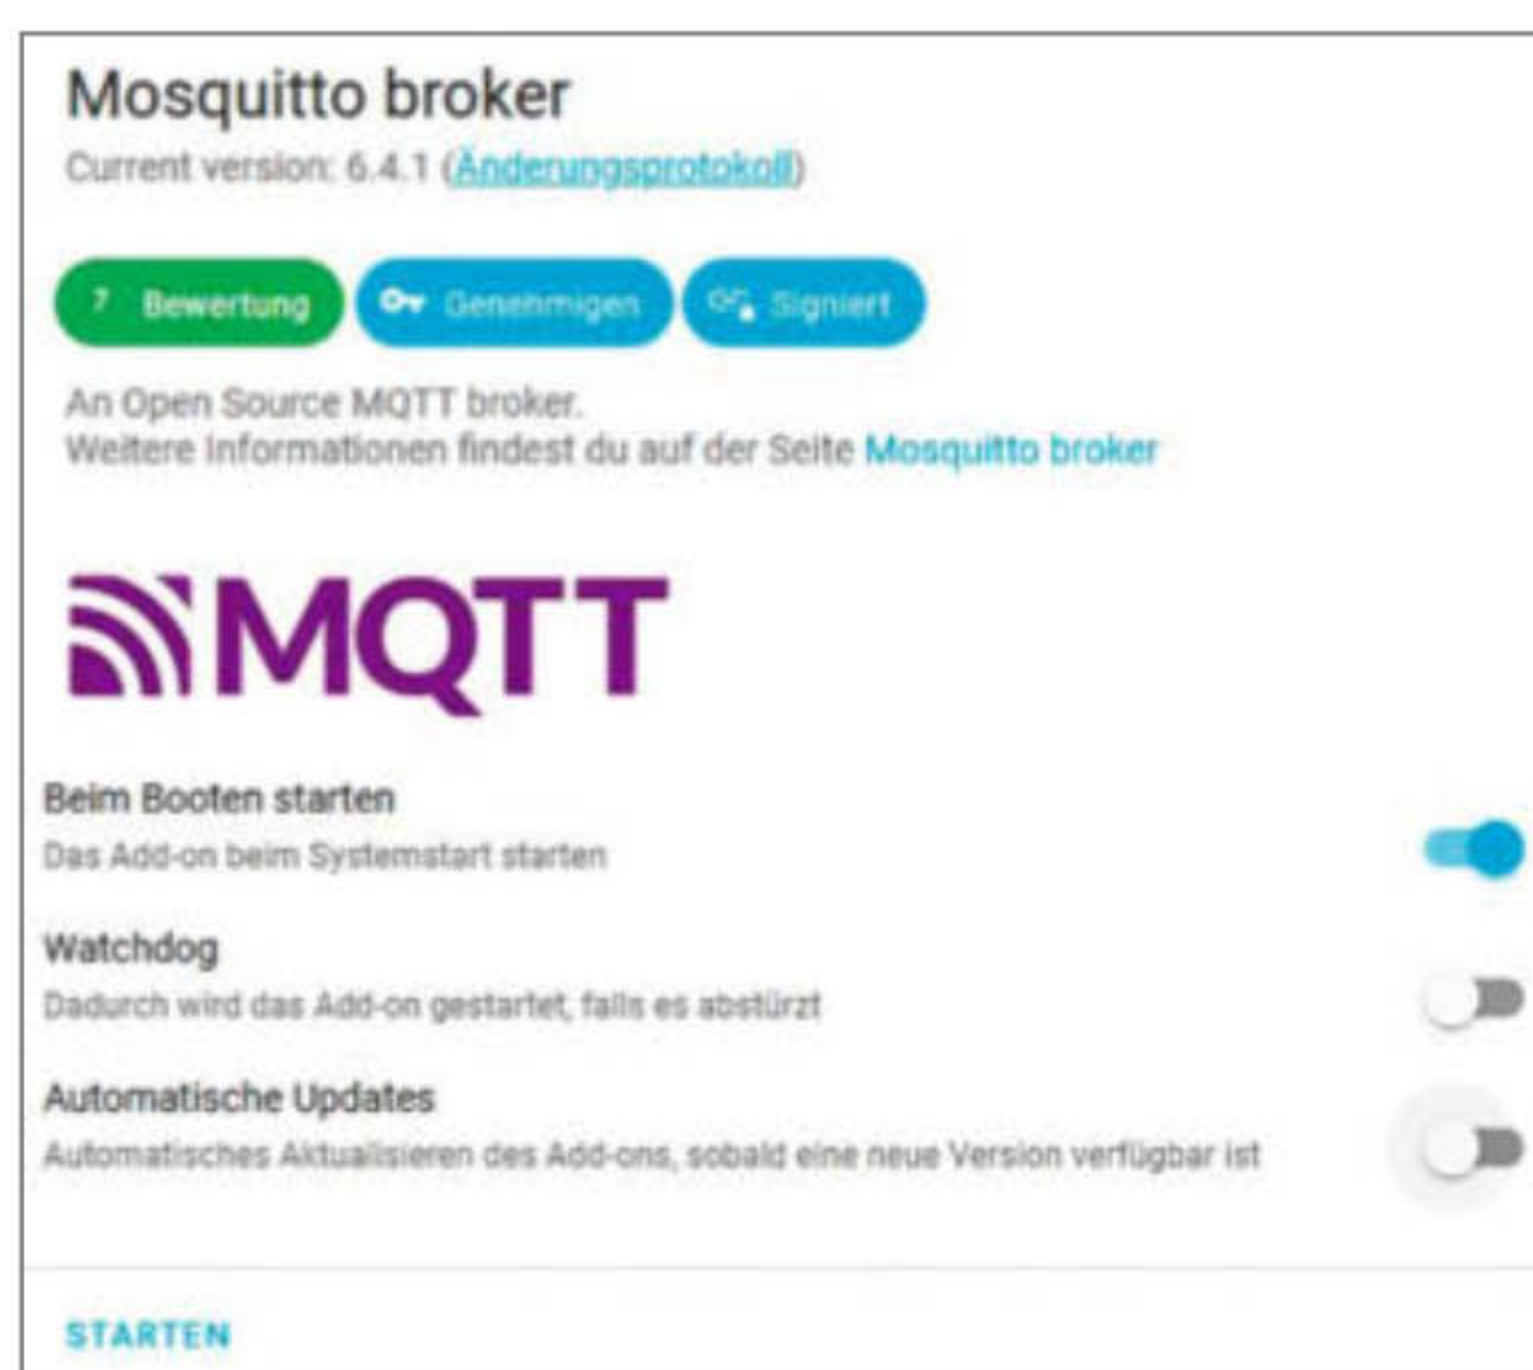 Mosquitto broker
Current version: 6.4.1 (Änderungsprotokoll)
7 Bewertung Genehmigen Signiert
An Open Source MQTT broker.
Weitere Informationen findest du auf der Seite Mosquitto broker
MQTT
Beim Booten starten
Das Add-on beim Systemstart starten
Watchdog
Dadurch wird das Add-on gestartet, falls es abstürzt
Automatische Updates
Automatisches Aktualisieren des Add-ons, sobald eine neue Version verfügbar ist
STARTEN